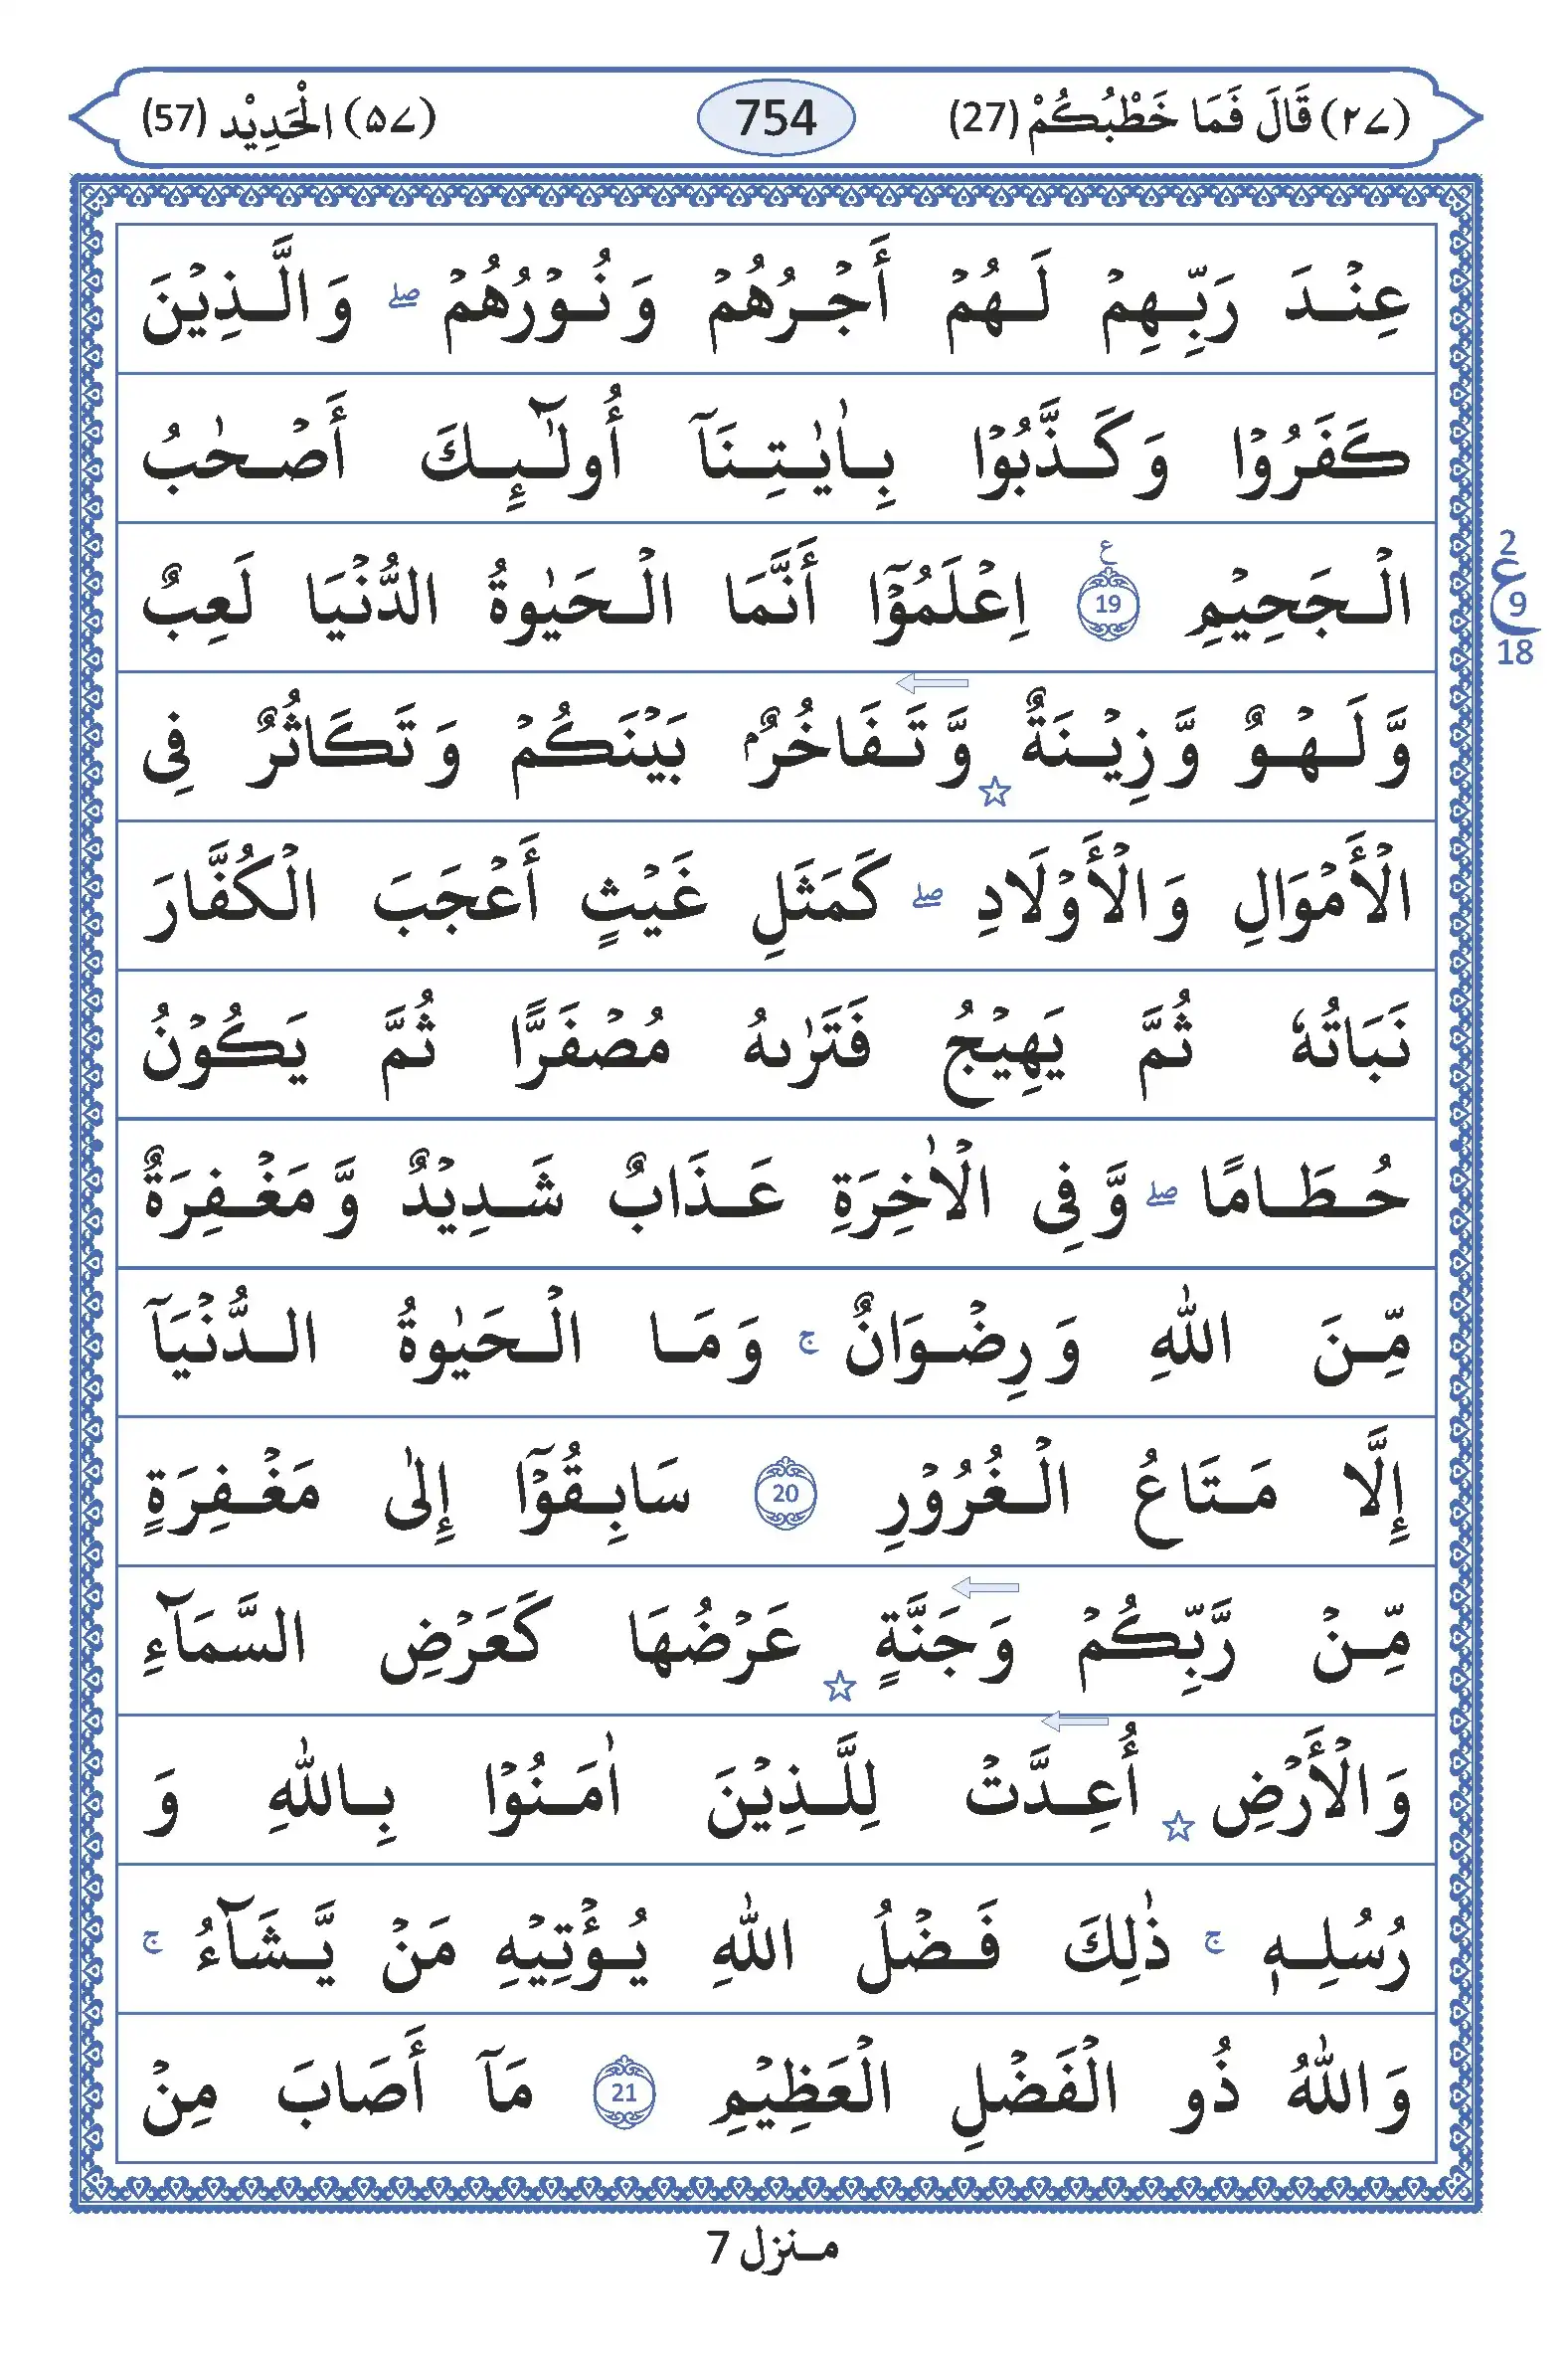 (٢٧) قَالَ فَمَا خَطْبُكُمْ (27) 754 (٥٧) الْحَدِيْد (57)
عِنْدَ رَبِّهِمْ لَهُمْ أَجْرُهُمْ وَنُوْرُهُمْ ۖ وَالَّذِيْنَ
كَفَرُوْا وَكَذَّبُوْا بِاٰيٰتِنَآ أُولٰٓئِكَ أَصْحٰبُ
الْجَحِيْمِ ع 19 اِعْلَمُوْٓا أَنَّمَا الْحَيٰوةُ الدُّنْيَا لَعِبٌ
2 ع 9 18
وَّلَهْوٌ وَّزِيْنَةٌ ☆ وَّتَفَاخُرٌۢ بَيْنَكُمْ وَتَكَاثُرٌ فِى
الْأَمْوَالِ وَالْأَوْلَادِ ۖ كَمَثَلِ غَيْثٍ أَعْجَبَ الْكُفَّارَ
نَبَاتُهٗ ثُمَّ يَهِيْجُ فَتَرٰىهُ مُصْفَرًّا ثُمَّ يَكُوْنُ
حُطَامًا ۖ وَّفِى الْاٰخِرَةِ عَذَابٌ شَدِيْدٌ وَّمَغْفِرَةٌ
مِّنَ اللّٰهِ وَرِضْوَانٌ ۚ وَمَا الْحَيٰوةُ الدُّنْيَآ
إِلَّا مَتَاعُ الْغُرُوْرِ 20 سَابِقُوْٓا إِلٰى مَغْفِرَةٍ
مِّنْ رَّبِّكُمْ وَجَنَّةٍ ☆ عَرْضُهَا كَعَرْضِ السَّمَآءِ
وَالْأَرْضِ ☆ أُعِدَّتْ لِلَّذِيْنَ اٰمَنُوْا بِاللّٰهِ وَ
رُسُلِهٖ ۚ ذٰلِكَ فَضْلُ اللّٰهِ يُؤْتِيْهِ مَنْ يَّشَآءُ ۚ
وَاللّٰهُ ذُو الْفَضْلِ الْعَظِيْمِ 21 مَآ أَصَابَ مِنْ
منزل 7